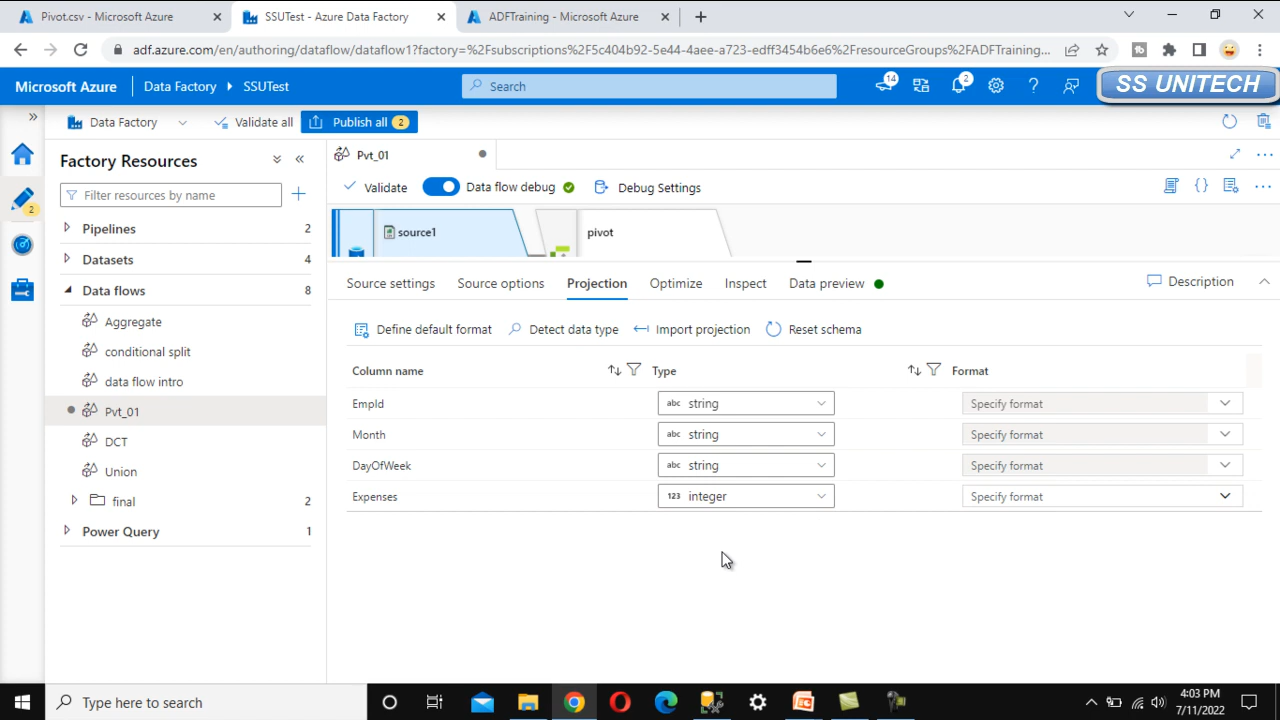 Pivot.csv - Microsoft Azure
SSUTest - Azure Data Factory
ADFTraining - Microsoft Azure
adf.azure.com/en/authoring/dataflow/dataflow1?factory=%2Fsubscriptions%2F5c404b92-5e44-4aee-a723-edff3454b6e6%2FresourceGroups%2FADFTraining...
Microsoft Azure
Data Factory
SSUTest
Search
14
2
SS UNITECH
Data Factory
Validate all
Publish all 2
Factory Resources
Filter resources by name
Pipelines 2
Datasets 4
Data flows 8
Aggregate
conditional split
data flow intro
Pvt_01
DCT
Union
final 2
Power Query 1
2
Pvt_01
Validate
Data flow debug
Debug Settings
source1
pivot
Source settings
Source options
Projection
Optimize
Inspect
Data preview
Description
Define default format
Detect data type
Import projection
Reset schema
Column name Type Format
EmpId abc string Specify format
Month abc string Specify format
DayOfWeek abc string Specify format
Expenses 123 integer Specify format
Type here to search
4:03 PM
7/11/2022